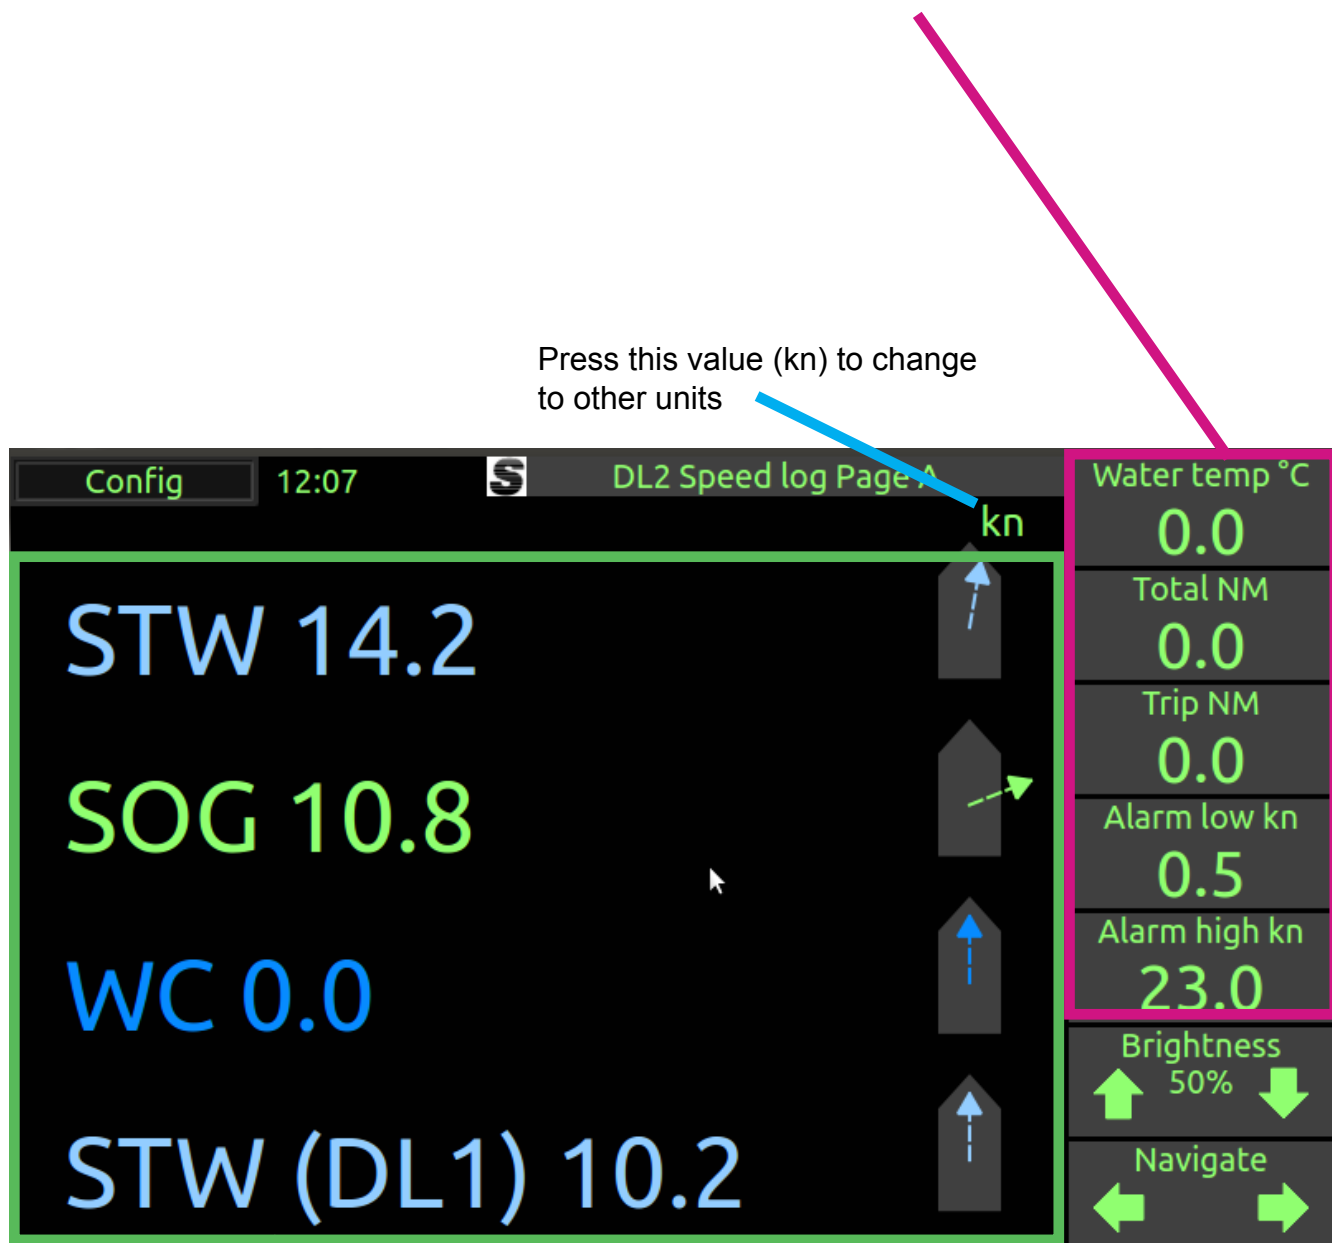 Press this value (kn) to change
to other units
Config 12:07 S DL2 Speed log Page A
kn
STW 14.2
SOG 10.8
WC 0.0
STW (DL1) 10.2
Water temp °C
0.0
Total NM
0.0
Trip NM
0.0
Alarm low kn
0.5
Alarm high kn
23.0
Brightness
50%
Navigate